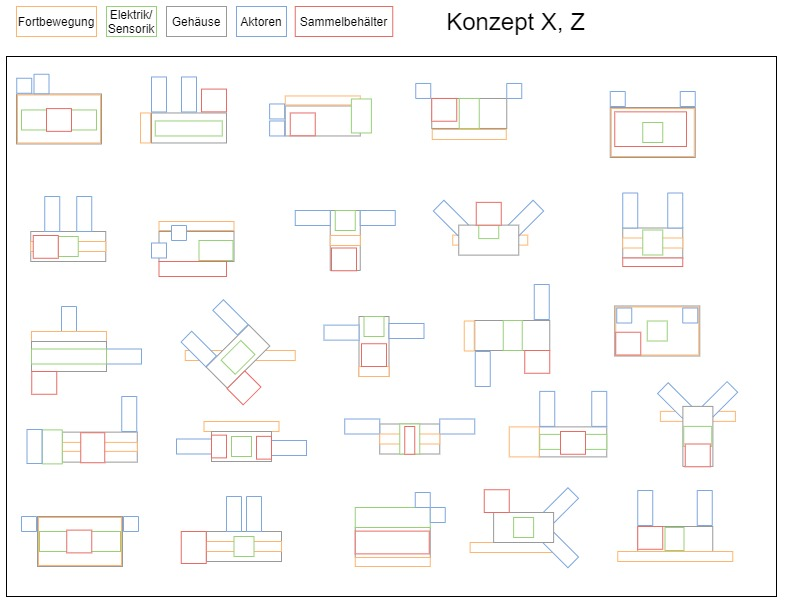 Fortbewegung
Elektrik/
Sensorik
Gehäuse
Aktoren
Sammelbehälter
Konzept X, Z